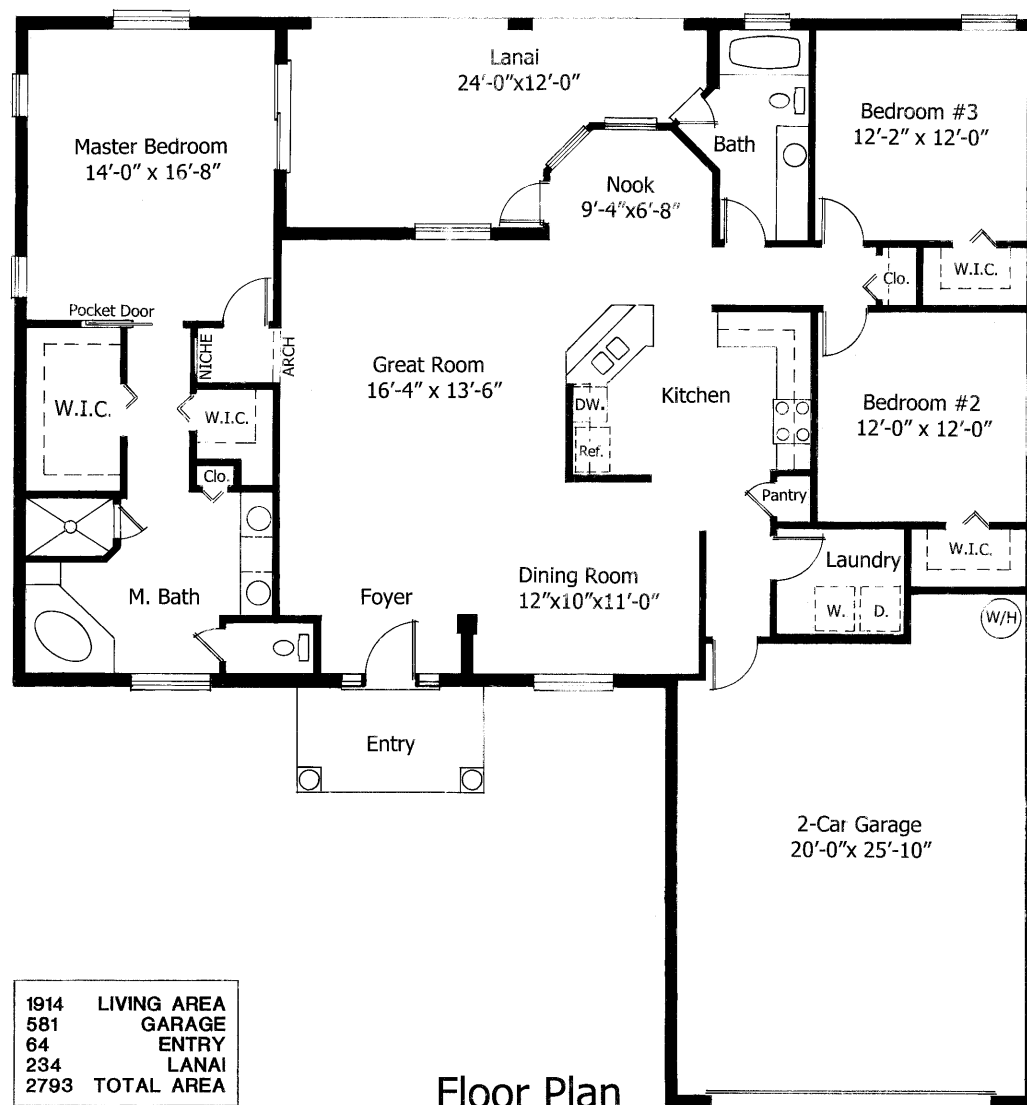 Lanai
24'-0"x12'-0"
Master Bedroom
14'-0" x 16'-8"
Bedroom #3
12'-2" x 12'-0"
Bath
Nook
9'-4"x6'-8"
Clo.
W.I.C.
Pocket Door
NICHE
ARCH
Great Room
16'-4" x 13'-6"
W.I.C.
W.I.C.
DW.
Kitchen
Bedroom #2
12'-0" x 12'-0"
Ref.
Clo.
Pantry
W.I.C.
Laundry
M. Bath
Foyer
Dining Room
12"x10"x11'-0"
W.
D.
W/H
Entry
2-Car Garage
20'-0"x 25'-10"
1914 LIVING AREA
581 GARAGE
64 ENTRY
234 LANAI
2793 TOTAL AREA
Floor Plan